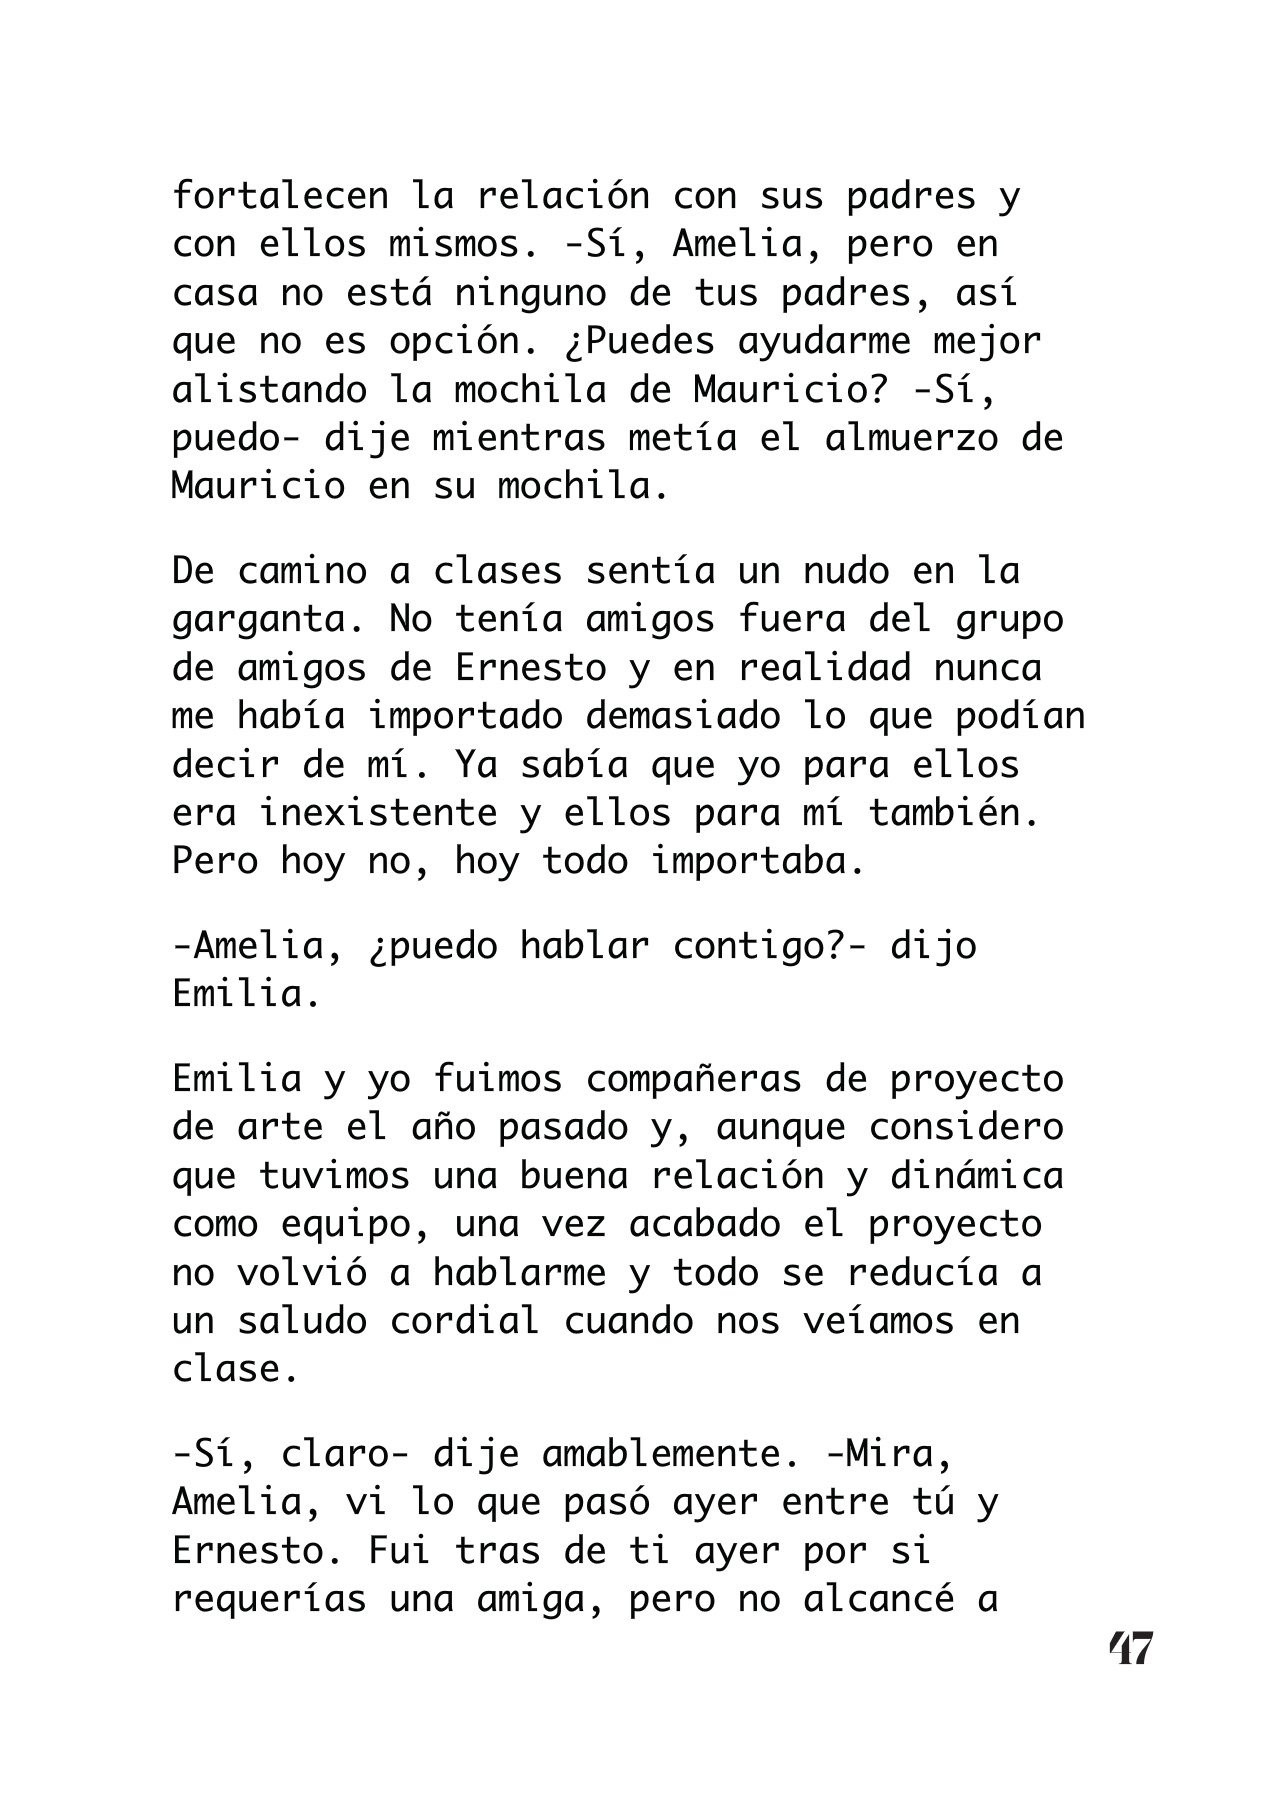 fortalecen la relación con sus padres y
con ellos mismos. -Sí, Amelia, pero en
casa no está ninguno de tus padres, así
que no es opción. ¿Puedes ayudarme mejor
alistando la mochila de Mauricio? -Sí,
puedo- dije mientras metía el almuerzo de
Mauricio en su mochila.
De camino a clases sentía un nudo en la
garganta. No tenía amigos fuera del grupo
de amigos de Ernesto y en realidad nunca
me había importado demasiado lo que podían
decir de mí. Ya sabía que yo para ellos
era inexistente y ellos para mí también.
Pero hoy no, hoy todo importaba.
-Amelia, ¿puedo hablar contigo?- dijo
Emilia.
Emilia y yo fuimos compañeras de proyecto
de arte el año pasado y, aunque considero
que tuvimos una buena relación y dinámica
como equipo, una vez acabado el proyecto
no volvió a hablarme y todo se reducía a
un saludo cordial cuando nos veíamos en
clase.
-Sí, claro- dije amablemente. -Mira,
Amelia, vi lo que pasó ayer entre tú y
Ernesto. Fui tras de ti ayer por si
requerías una amiga, pero no alcancé a
47